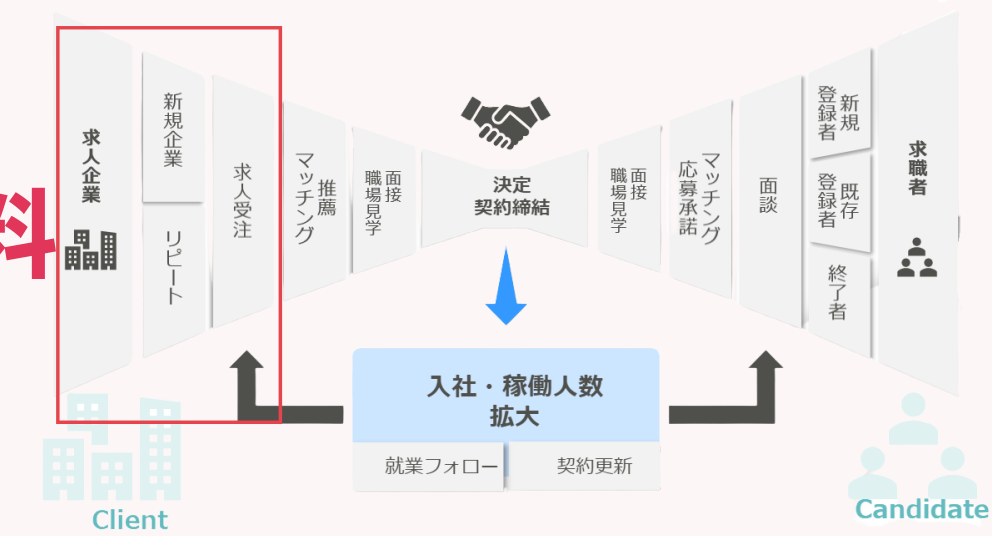 求人企業
新規企業
リピート
求人受注
マッチング
推薦
職場見学
面接
決定
契約締結
職場見学
面接
応募承諾
マッチング
面談
登録者
新規
登録者
既存
終了者
求職者
料
入社・稼働人数
拡大
就業フォロー
契約更新
Client
Candidate